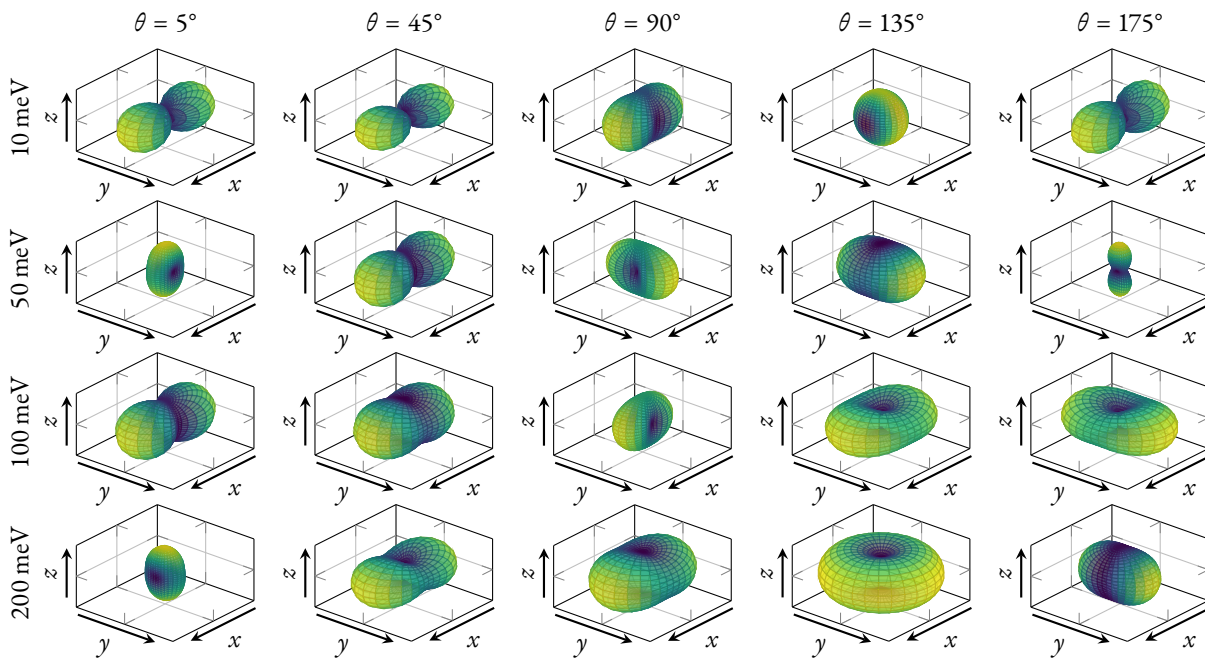 θ = 5° θ = 45° θ = 90° θ = 135° θ = 175°
10 meV
z z z z z
y x y x y x y x y x
50 meV
z z z z z
y x y x y x y x y x
100 meV
z z z z z
y x y x y x y x y x
200 meV
z z z z z
y x y x y x y x y x